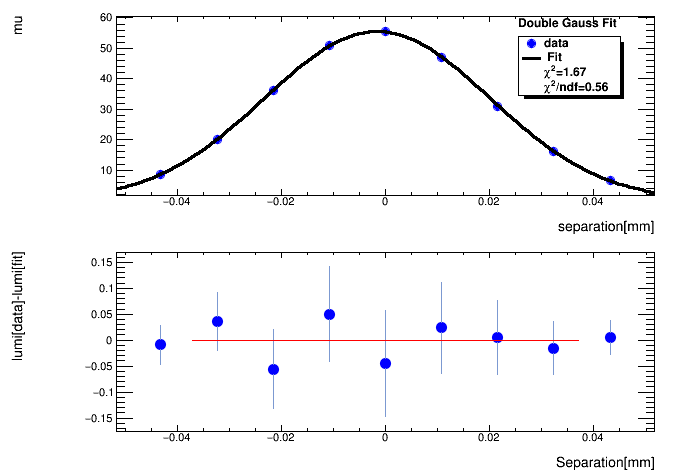 mu
Double Gauss Fit
data
Fit
χ²=1.67
χ²/ndf=0.56
60
50
40
30
20
10
−0.04 −0.02 0 0.02 0.04
separation[mm]
lumi[data]-lumi[fit]
0.15
0.1
0.05
0
−0.05
−0.1
−0.15
−0.04 −0.02 0 0.02 0.04
Separation[mm]